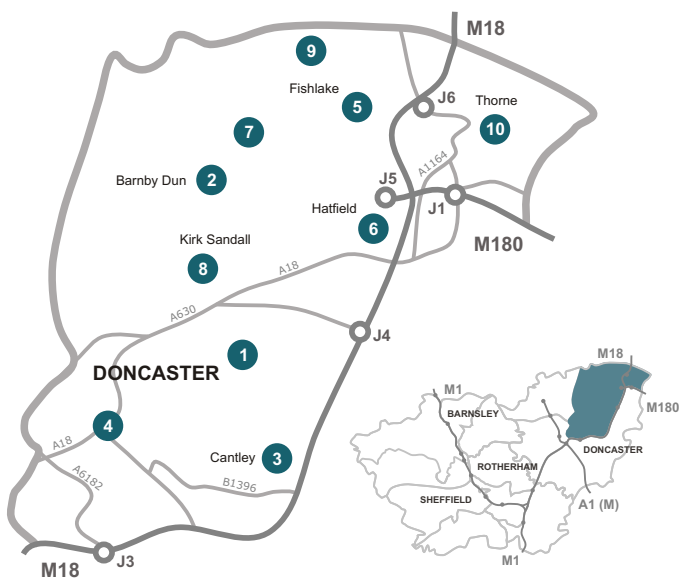 M18
9
Fishlake
5
J6
Thorne
10
7
A1164
Barnby Dun
2
J5
J1
Hatfield
6
M180
Kirk Sandall
8
A18
A630
J4
1
DONCASTER
4
A18
Cantley
3
A6182
B1396
M18
J3
M18
M1
M180
BARNSLEY
DONCASTER
ROTHERHAM
SHEFFIELD
A1 (M)
M1